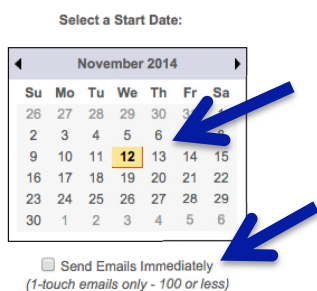 Select a Start Date:
November 2014
Su Mo Tu We Th Fr Sa
26 27 28 29 30 31 1
2 3 4 5 6 8
9 10 11 12 13 14 15
16 17 18 19 20 21 22
23 24 25 26 27 28 29
30 1 2 3 4 5 6
Send Emails Immediately
(1-touch emails only - 100 or less)